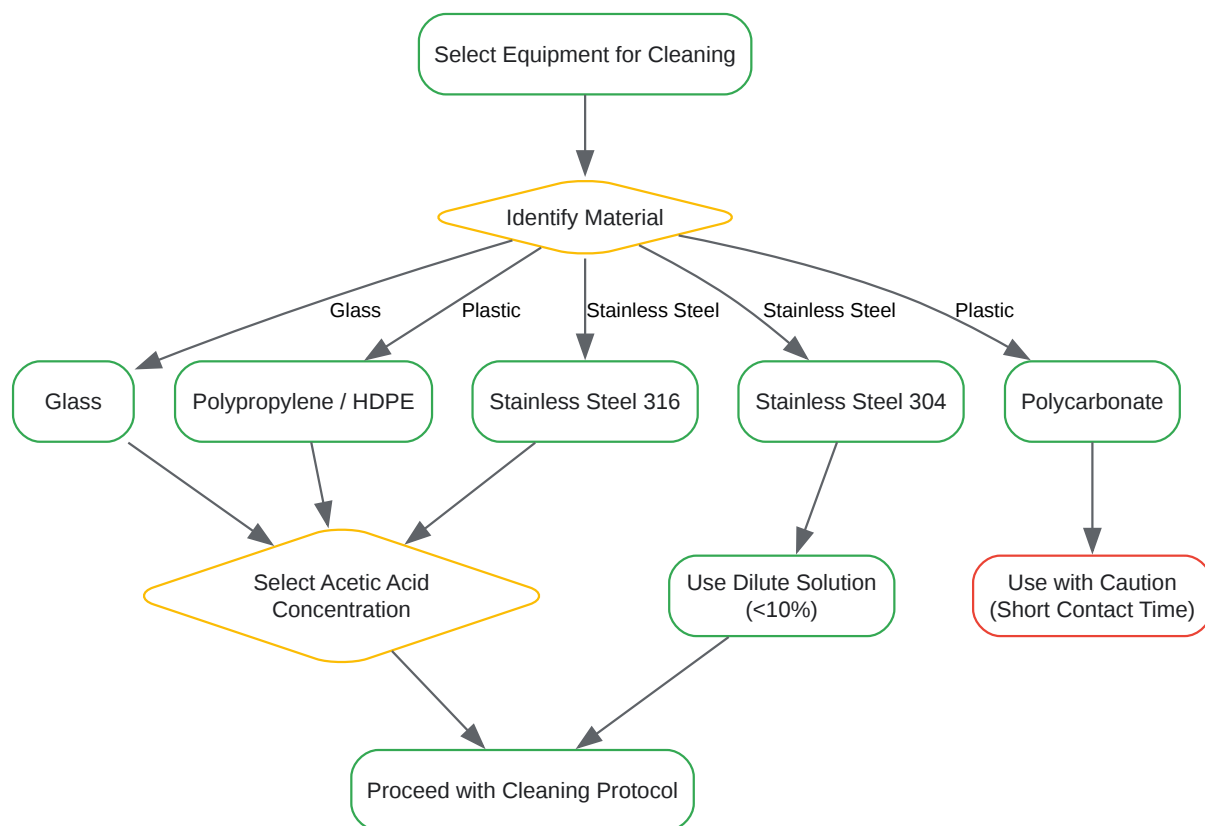 Select Equipment for Cleaning
Identify Material
Glass
Plastic
Stainless Steel
Stainless Steel
Plastic
Glass
Polypropylene / HDPE
Stainless Steel 316
Stainless Steel 304
Polycarbonate
Select Acetic Acid
Concentration
Use Dilute Solution
(<10%)
Use with Caution
(Short Contact Time)
Proceed with Cleaning Protocol